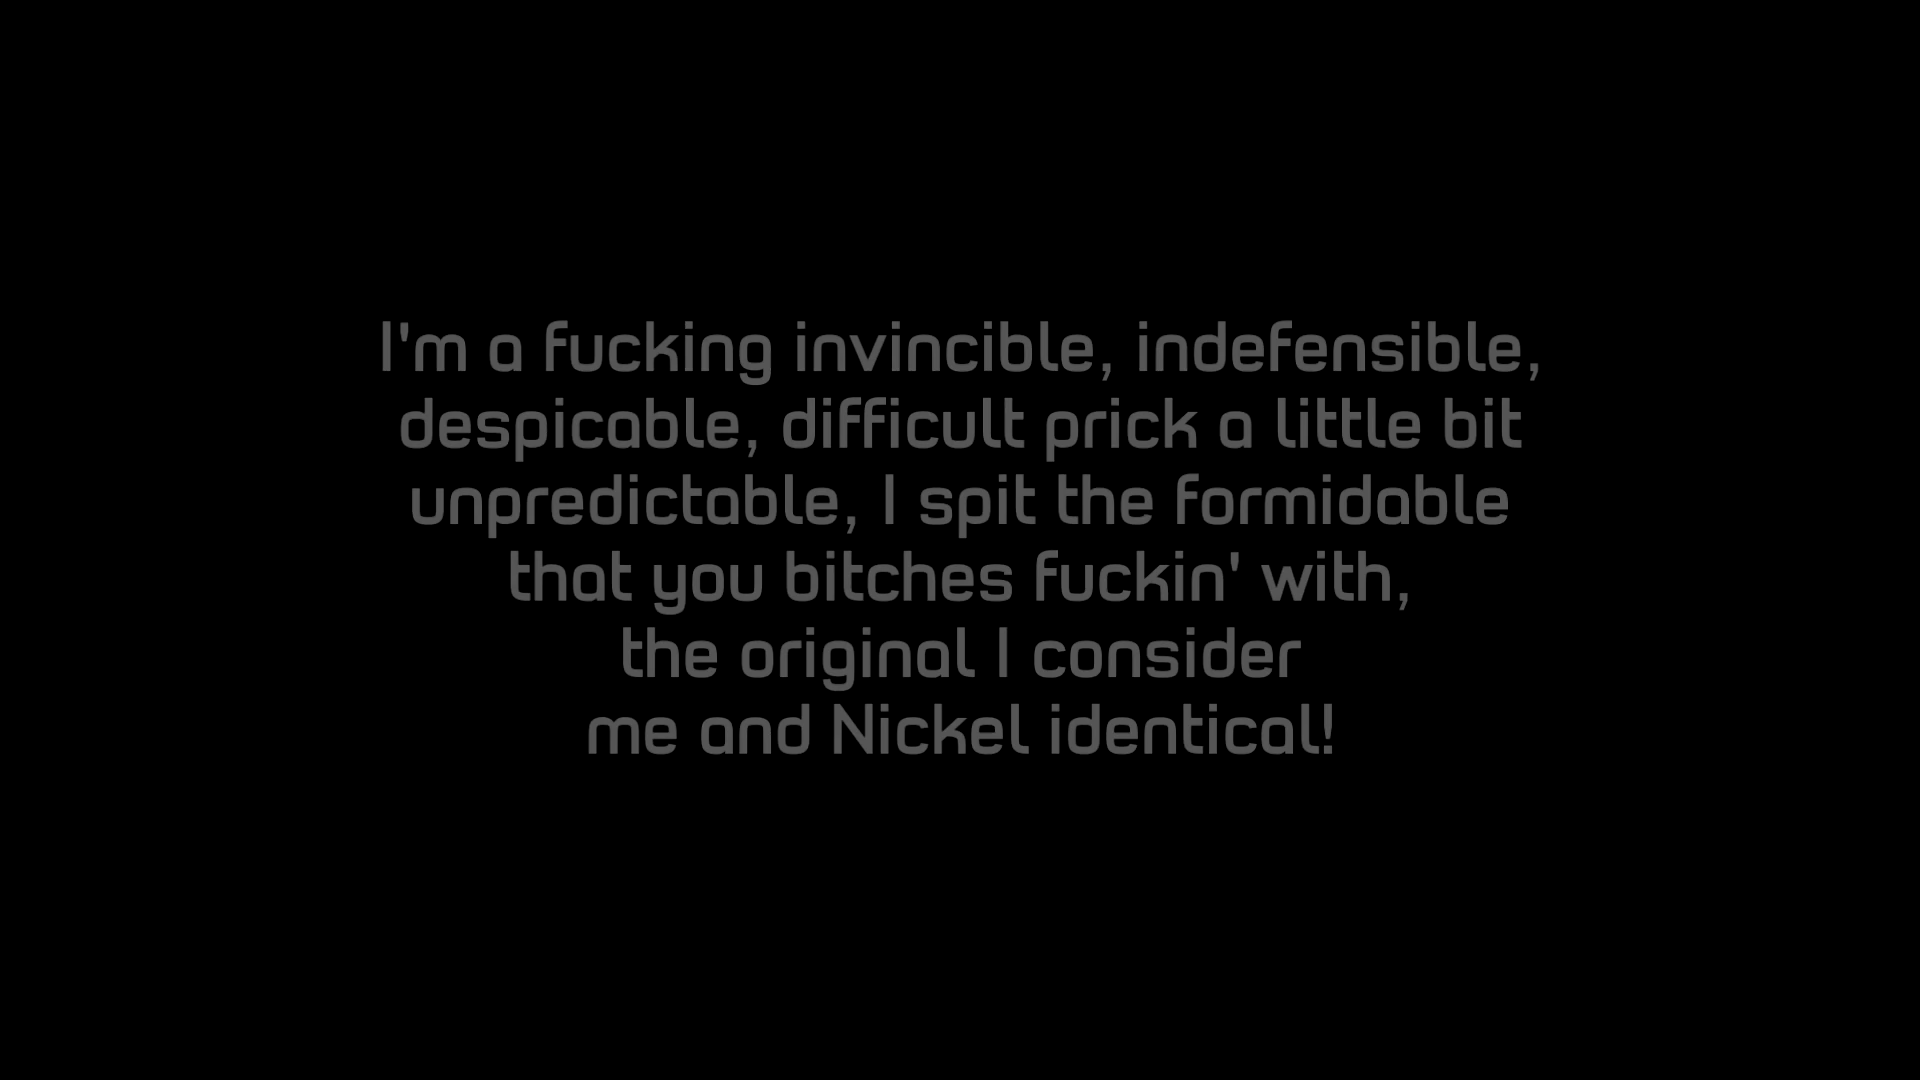 I'm a fucking invincible, indefensible,
despicable, difficult prick a little bit
unpredictable, I spit the formidable
that you bitches fuckin' with,
the original I consider
me and Nickel identical!